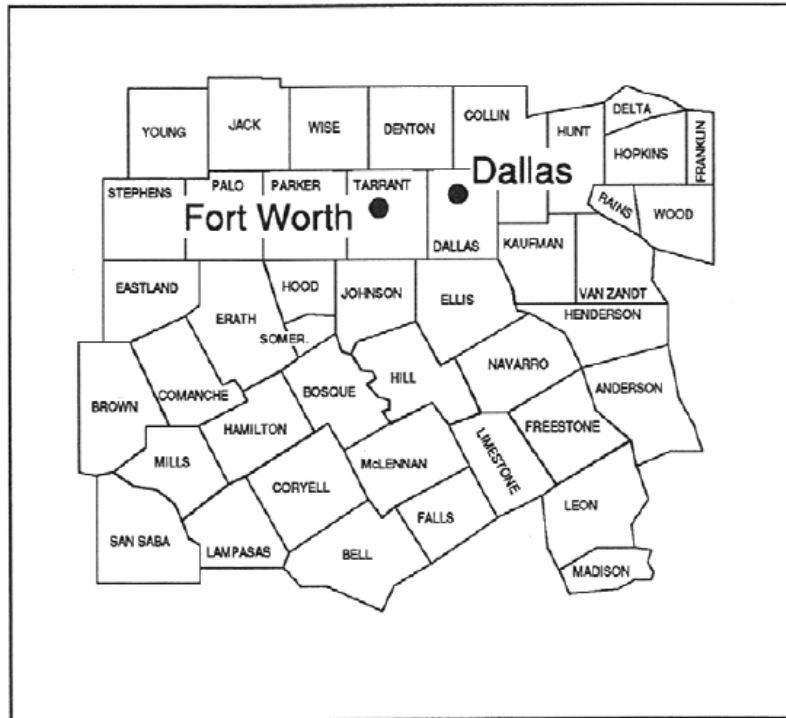 DELTA
COLLIN
YOUNG
JACK
WISE
DENTON
HUNT
HOPKINS
FRANKLIN
STEPHENS
PALO
PARKER
TARRANT
Dallas
Fort Worth
RAINS
WOOD
DALLAS
KAUFMAN
EASTLAND
HOOD
JOHNSON
ELLIS
VAN ZANDT
ERATH
HENDERSON
SOMER.
NAVARRO
HILL
BOSQUE
ANDERSON
COMANCHE
BROWN
HAMILTON
FREESTONE
LIMESTONE
MILLS
McLENNAN
CORYELL
LEON
FALLS
SAN SABA
LAMPASAS
BELL
MADISON